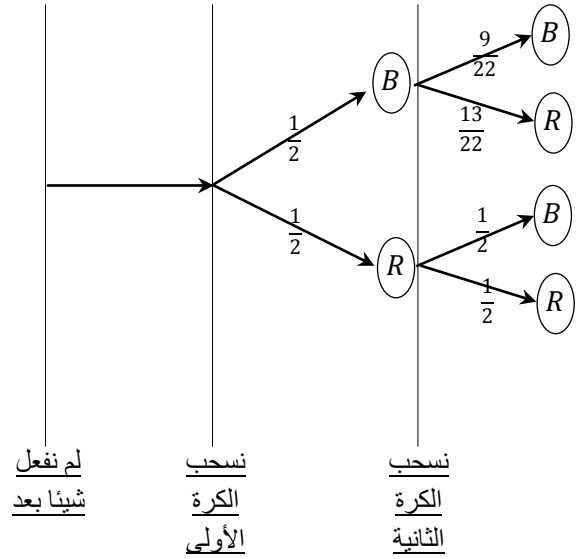 9/22
B
B
13/22
R
1/2
1/2
R
1/2
B
1/2
R
لم نفعل
شيئا بعد
نسحب
الكرة
الأولى
نسحب
الكرة
الثانية